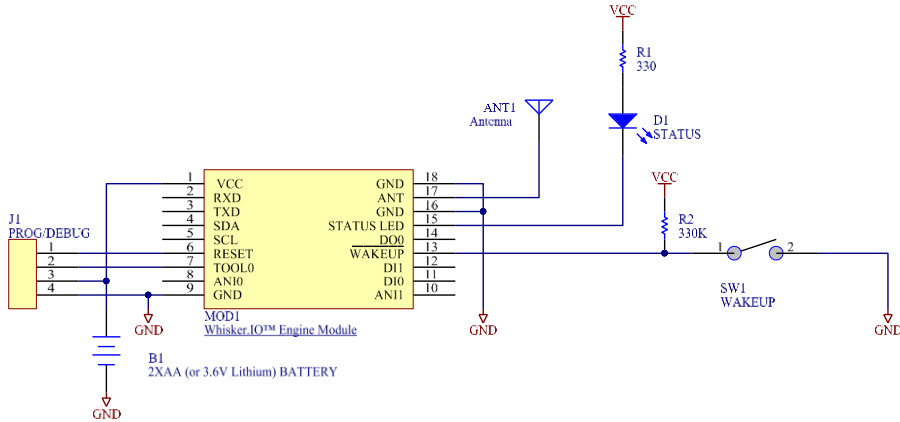 VCC
R1
330
ANT1
Antenna
D1
STATUS
VCC
R2
330K
J1
PROG/DEBUG
1
2
3
4
1 VCC GND 18
2 RXD ANT 17
3 TXD GND 16
4 SDA STATUS LED 15
5 SCL DO0 14
6 RESET WAKEUP 13
7 TOOL0 DI1 12
8 ANI0 DI0 11
9 GND ANI1 10
1 2
SW1
WAKEUP
MOD1
Whisker.IO™ Engine Module
GND
GND
GND
B1
2XAA (or 3.6V Lithium) BATTERY
GND